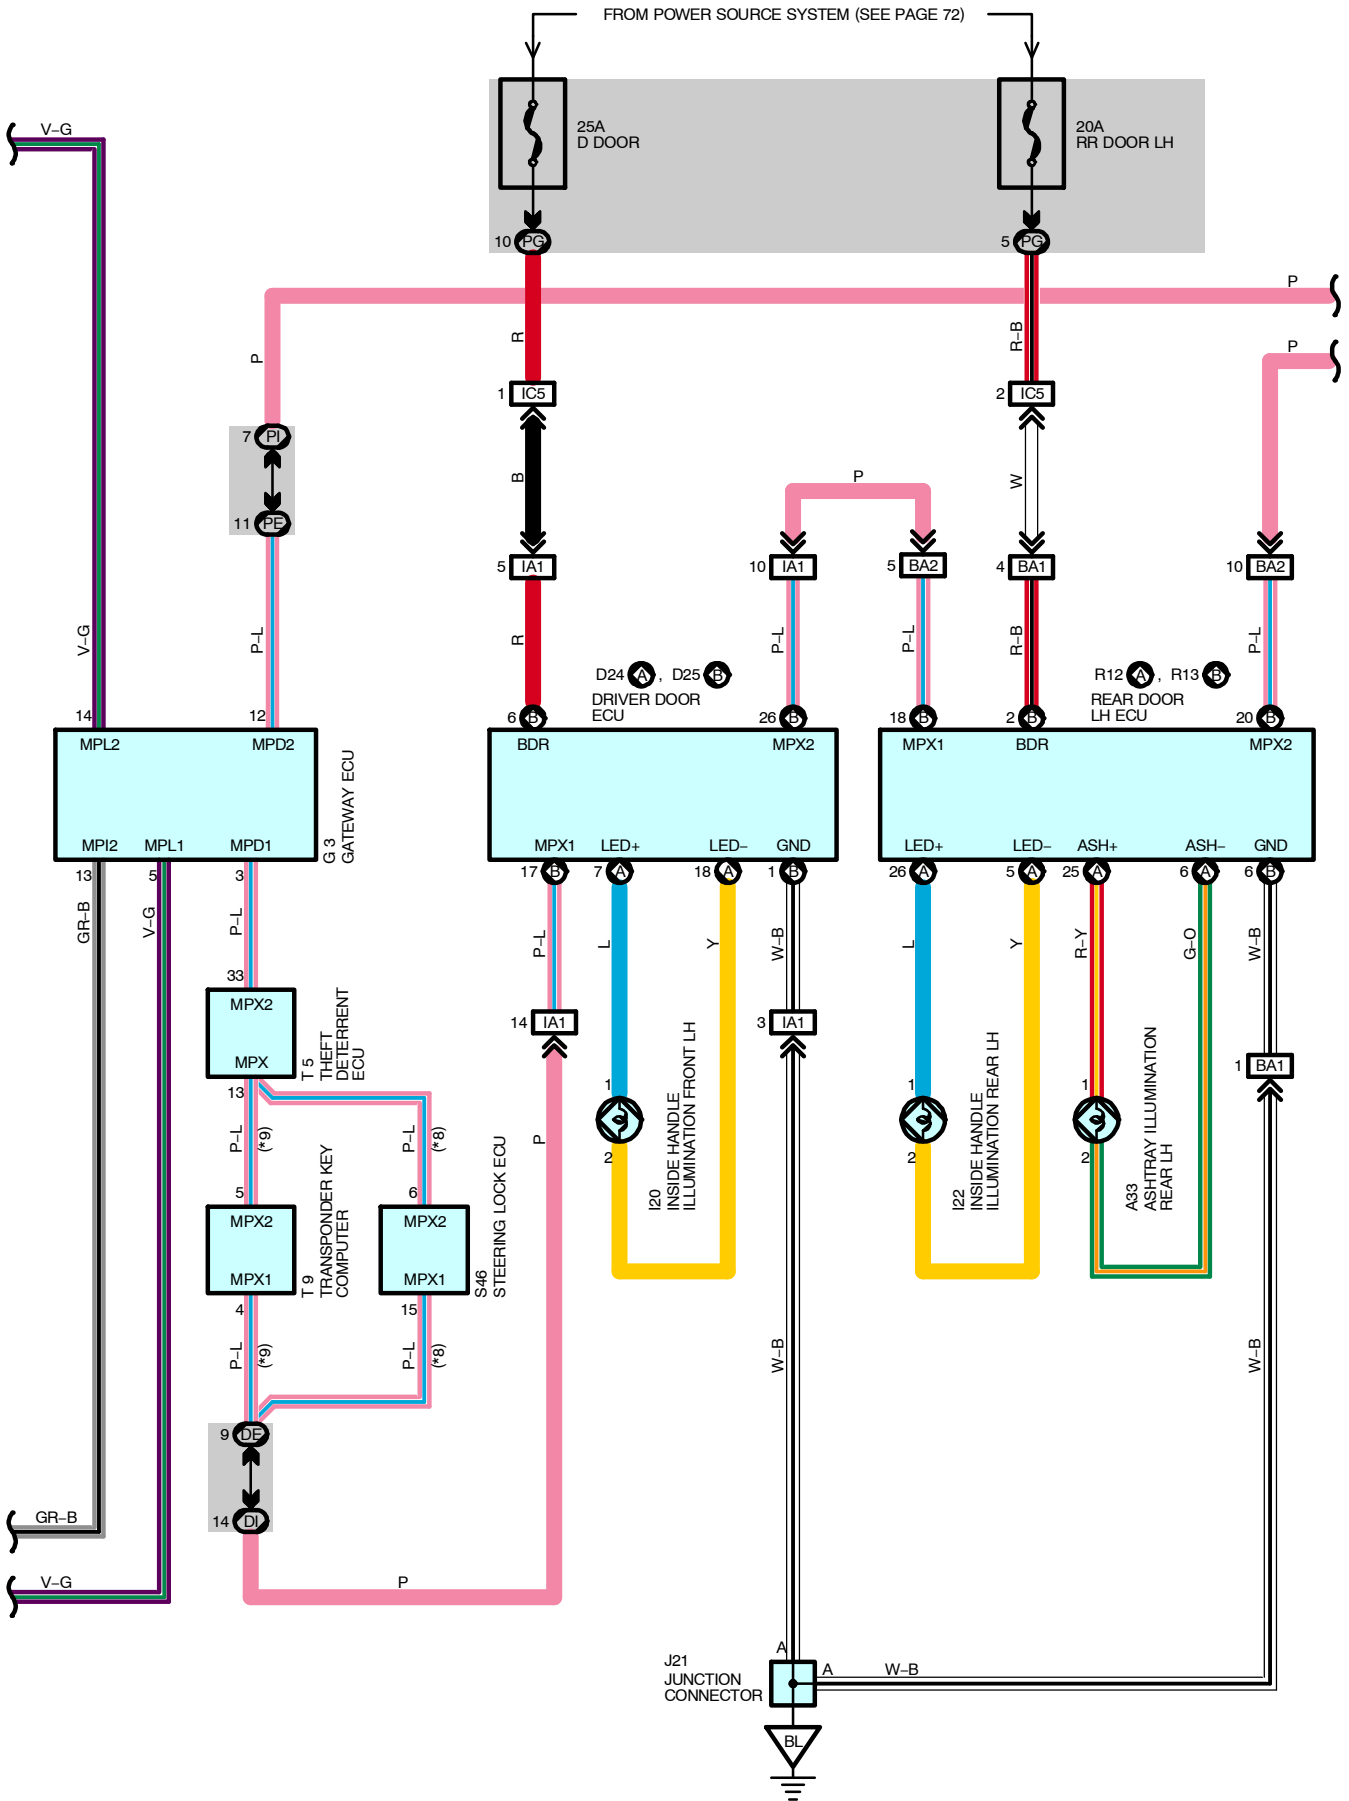 FROM POWER SOURCE SYSTEM (SEE PAGE 72)
25A
D DOOR
20A
RR DOOR LH
V-G
10 PG
5 PG
P
R
R-B
P
P
1 IC5
2 IC5
7 PI
B
W
P
11 PE
5 IA1
10 IA1
5 BA2
4 BA1
10 BA2
V-G
P-L
R
P-L
P-L
R-B
P-L
D24 A , D25 B
DRIVER DOOR
ECU
R12 A , R13 B
REAR DOOR
LH ECU
14
12
6 B
26 B
18 B
2 B
20 B
MPL2
MPD2
BDR
MPX2
MPX1
BDR
MPX2
G 3
GATEWAY ECU
MPI2
MPL1
MPD1
MPX1
LED+
LED-
GND
LED+
LED-
ASH+
ASH-
GND
13
5
3
17 B
7 A
18 A
1 B
26 A
5 A
25 A
6 A
6 B
GR-B
V-G
P-L
P-L
L
Y
W-B
L
Y
R-Y
G-O
W-B
33
MPX2
MPX
T 5
THEFT
DETERRENT
ECU
14 IA1
3 IA1
1 BA1
13
P-L
(*9)
P-L
(*8)
P
1
2
I20
INSIDE HANDLE
ILLUMINATION FRONT LH
1
2
I22
INSIDE HANDLE
ILLUMINATION REAR LH
1
2
A33
ASHTRAY ILLUMINATION
REAR LH
5
6
MPX2
MPX1
T 9
TRANSPONDER KEY
COMPUTER
MPX2
MPX1
S46
STEERING LOCK ECU
4
15
P-L
(*9)
P-L
(*8)
W-B
W-B
9 DE
14 DI
GR-B
V-G
P
J21
JUNCTION
CONNECTOR
A
A
W-B
BL